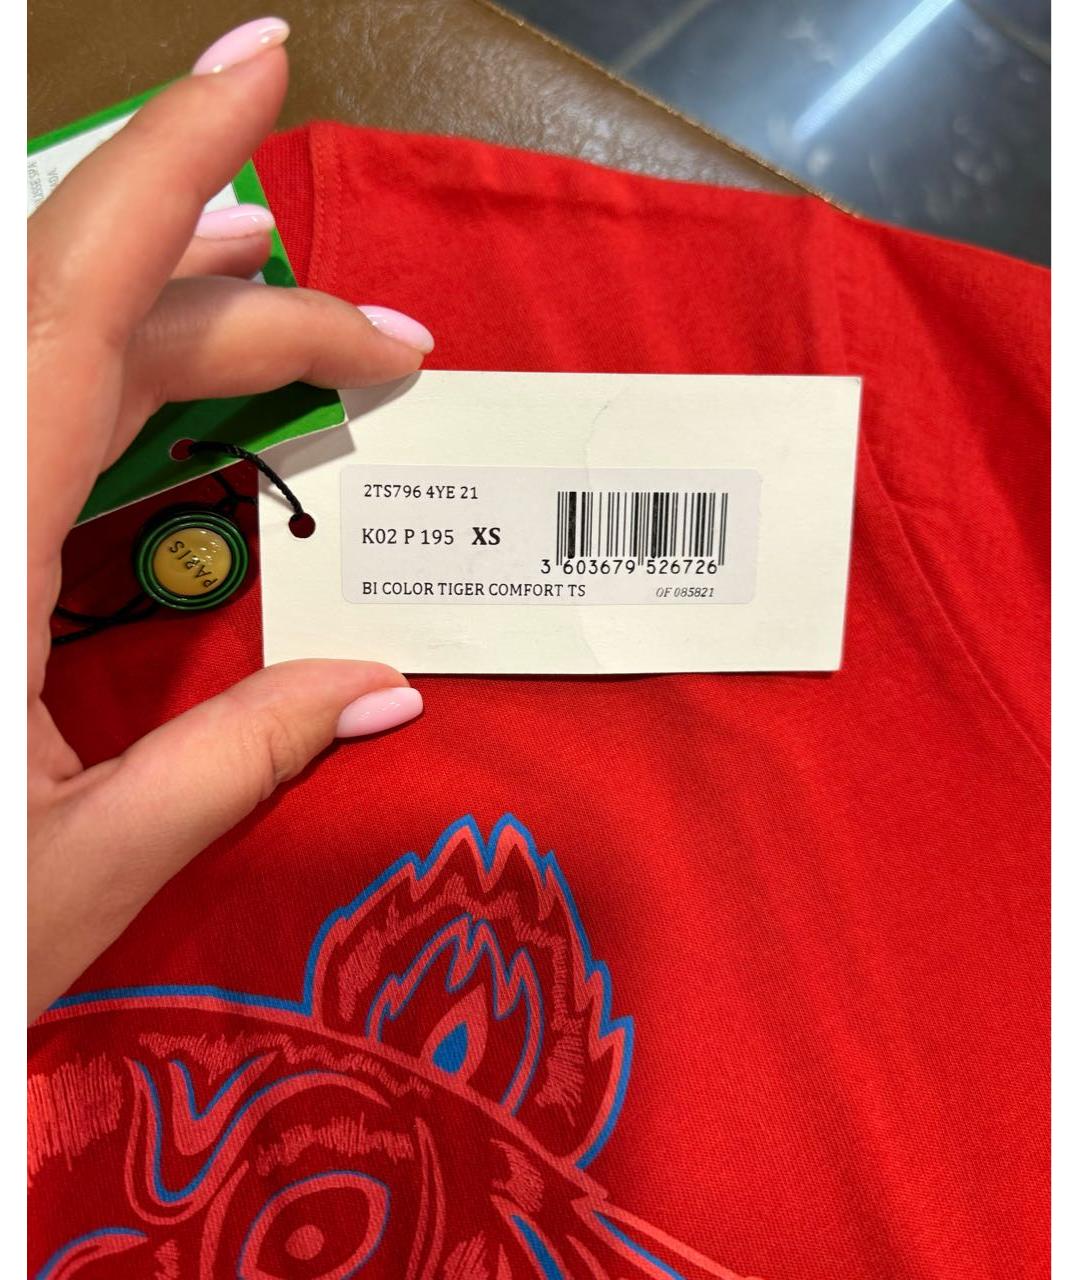 2TS796 4YE 21
K02 P 195 XS
3 603679 526726
BI COLOR TIGER COMFORT TS
OF 085821
PARIS